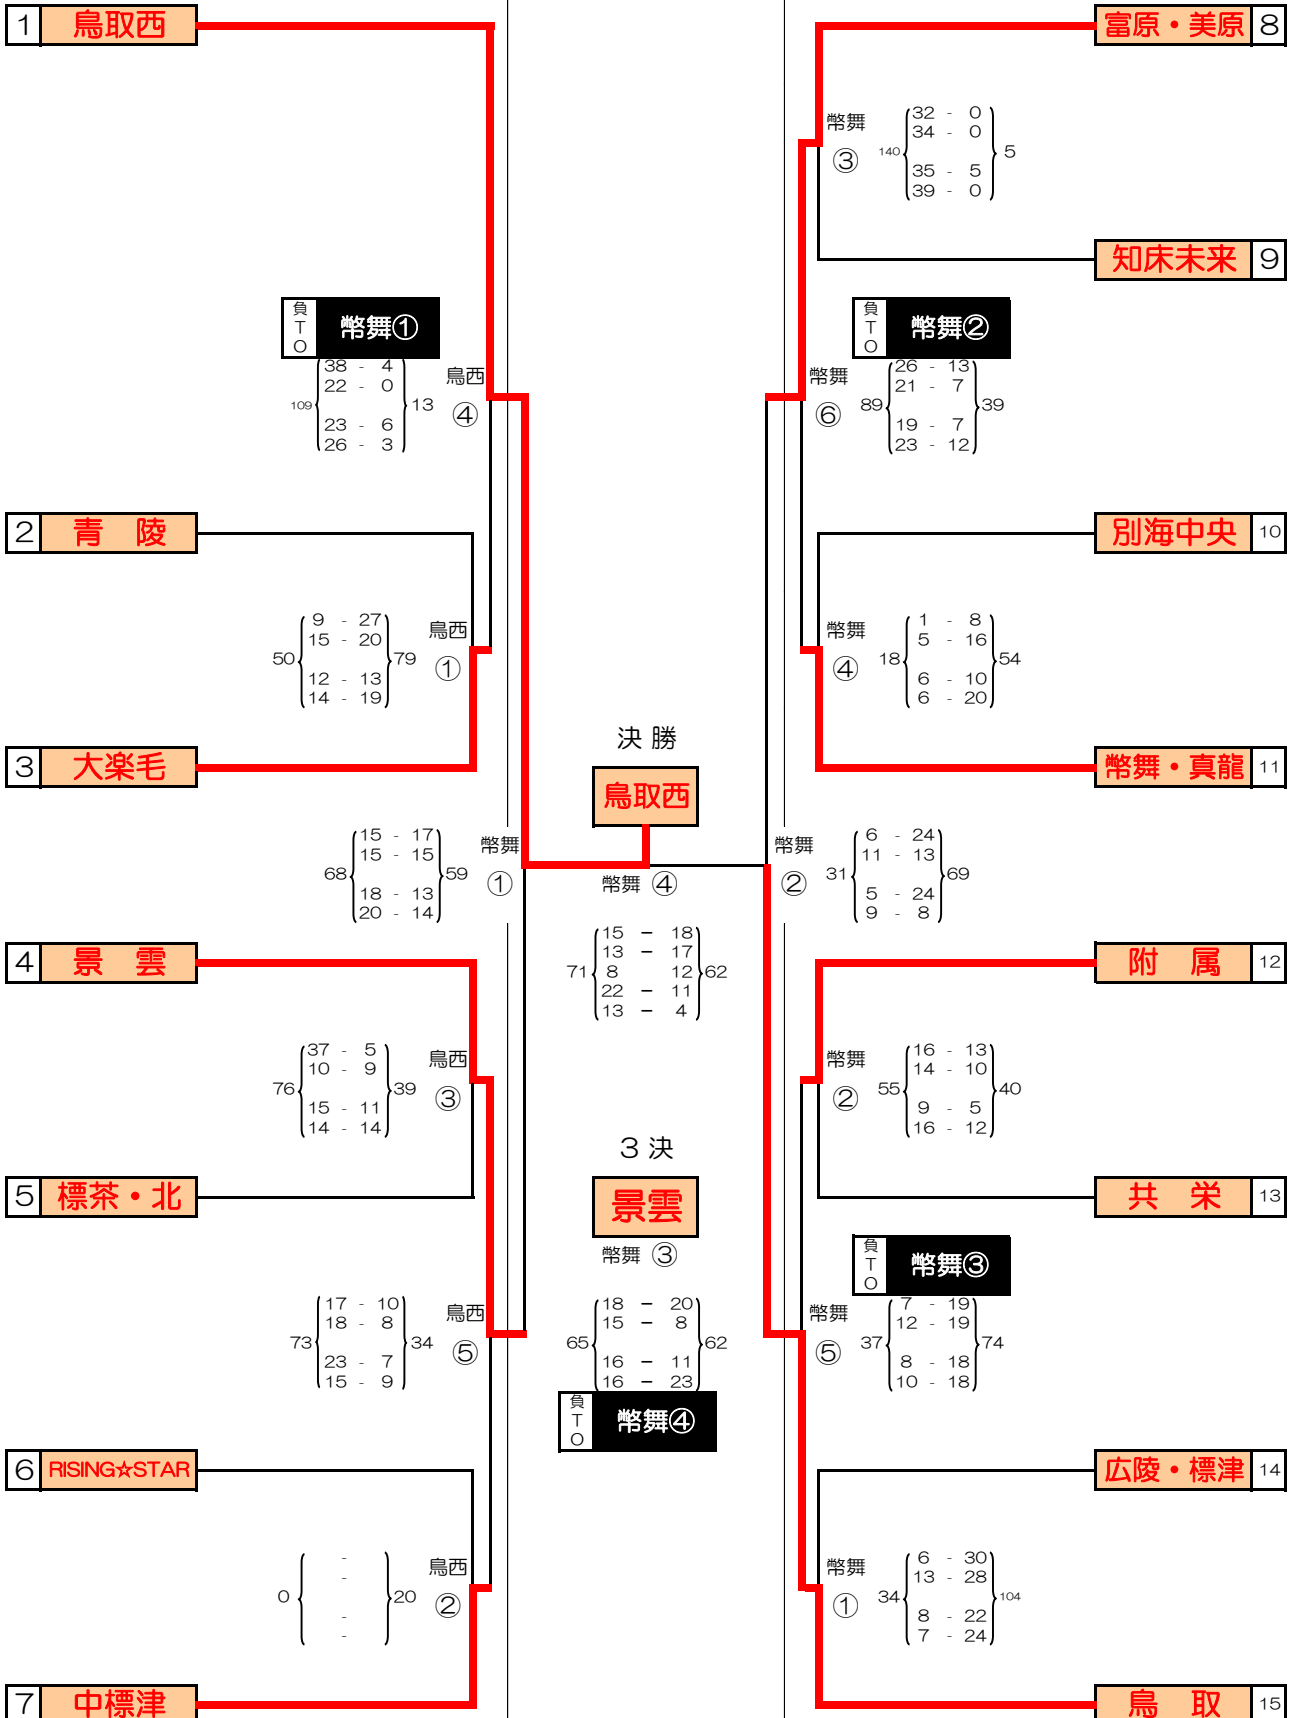 1 鳥取西
富原・美原 8
幣舞
③
140
32 - 0
34 - 0
35 - 5
39 - 0
5
知床未来 9
負TO 幣舞①
鳥西
④
109
38 - 4
22 - 0
23 - 6
26 - 3
13
負TO 幣舞②
幣舞
⑥
89
26 - 13
21 - 7
19 - 7
23 - 12
39
2 青 陵
別海中央 10
鳥西
①
50
9 - 27
15 - 20
12 - 13
14 - 19
79
幣舞
④
18
1 - 8
5 - 16
6 - 10
6 - 20
54
3 大楽毛
決 勝
鳥取西
幣舞・真龍 11
幣舞
①
68
15 - 17
15 - 15
18 - 13
20 - 14
59
幣舞 ④
71
15 - 18
13 - 17
8 12
22 - 11
13 - 4
62
幣舞
②
31
6 - 24
11 - 13
5 - 24
9 - 8
69
4 景 雲
附 属 12
鳥西
③
76
37 - 5
10 - 9
15 - 11
14 - 14
39
幣舞
②
55
16 - 13
14 - 10
9 - 5
16 - 12
40
5 標茶・北
3 決
景雲
幣舞 ③
共 栄 13
鳥西
⑤
73
17 - 10
18 - 8
23 - 7
15 - 9
34
65
18 - 20
15 - 8
16 - 11
16 - 23
62
負TO 幣舞④
負TO 幣舞③
幣舞
⑤
37
7 - 19
12 - 19
8 - 18
10 - 18
74
6 RISING☆STAR
広陵・標津 14
鳥西
②
0
-
-
-
-
20
幣舞
①
34
6 - 30
13 - 28
8 - 22
7 - 24
104
7 中標津
鳥 取 15